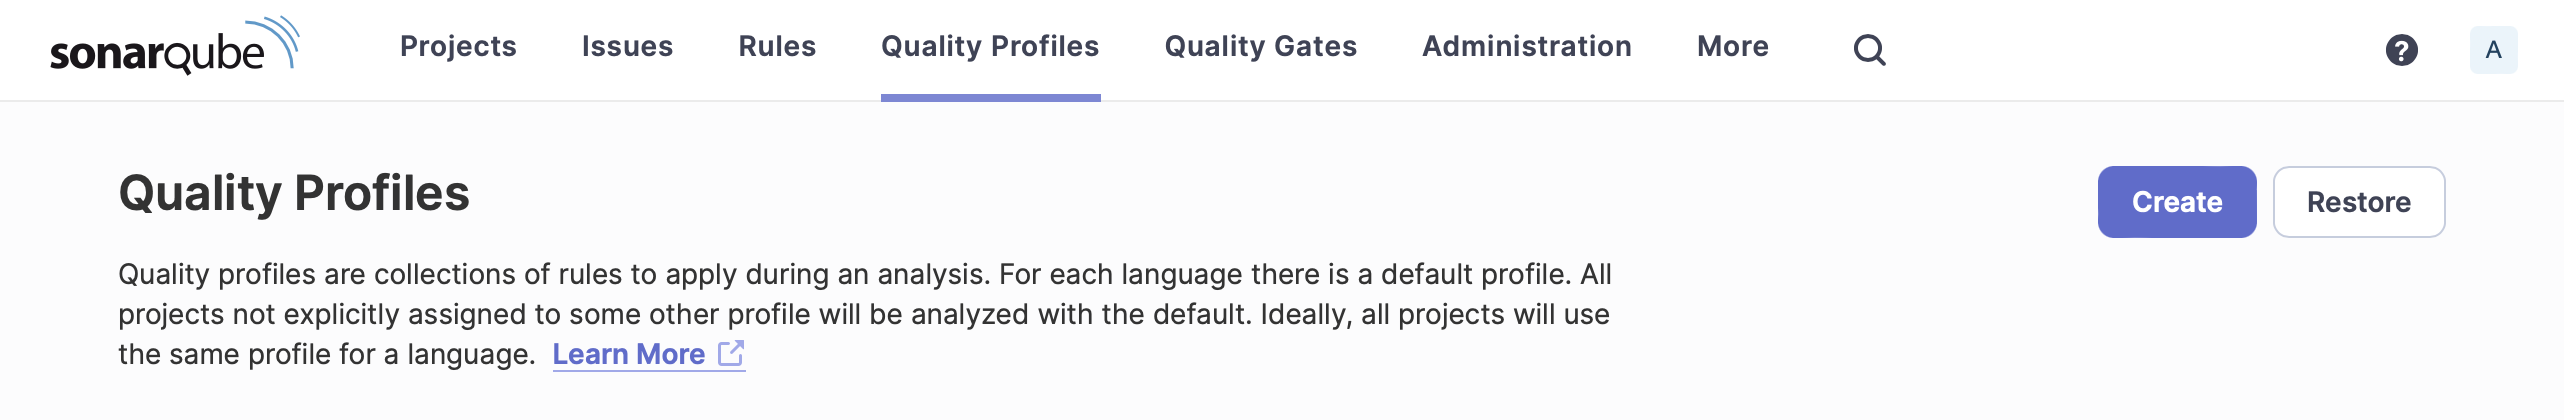 sonarqube Projects Issues Rules Quality Profiles Quality Gates Administration More ? A
Quality Profiles
Create Restore
Quality profiles are collections of rules to apply during an analysis. For each language there is a default profile. All
projects not explicitly assigned to some other profile will be analyzed with the default. Ideally, all projects will use
the same profile for a language. Learn More